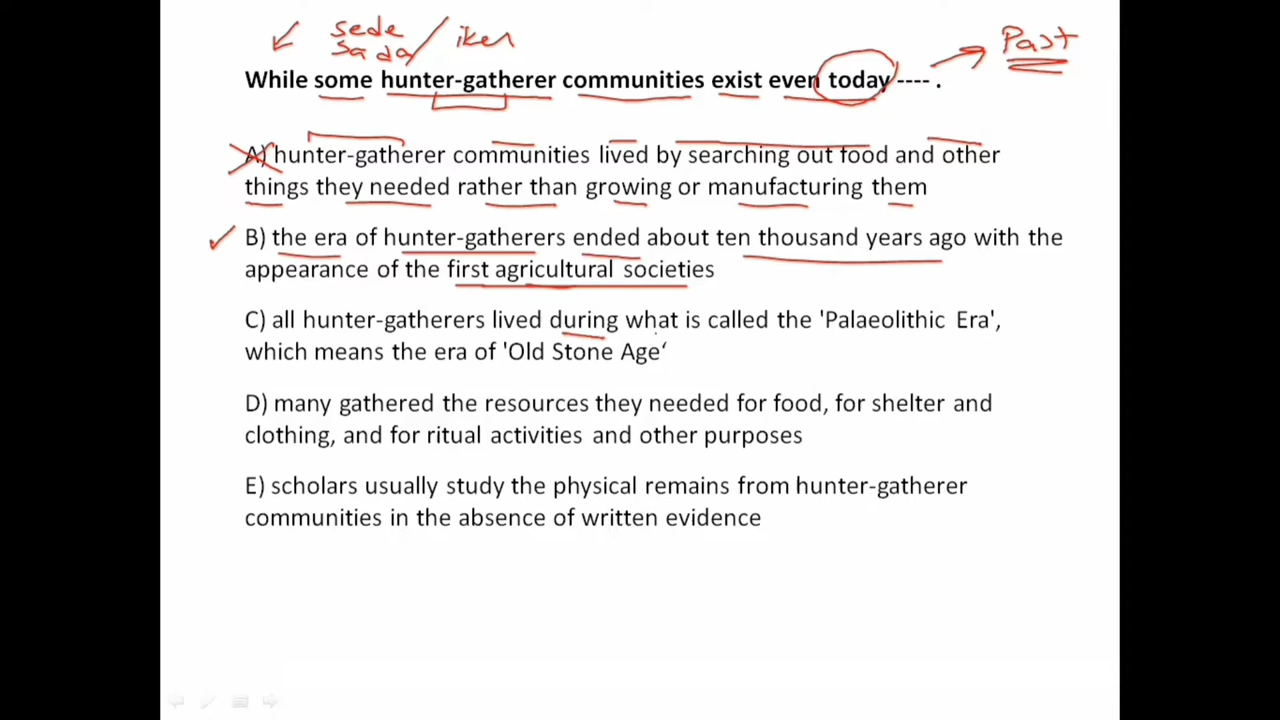 sede / iken
sada
Past
While some hunter-gatherer communities exist even today ---- .
A) hunter-gatherer communities lived by searching out food and other
things they needed rather than growing or manufacturing them
B) the era of hunter-gatherers ended about ten thousand years ago with the
appearance of the first agricultural societies
C) all hunter-gatherers lived during what is called the 'Palaeolithic Era',
which means the era of 'Old Stone Age‘
D) many gathered the resources they needed for food, for shelter and
clothing, and for ritual activities and other purposes
E) scholars usually study the physical remains from hunter-gatherer
communities in the absence of written evidence